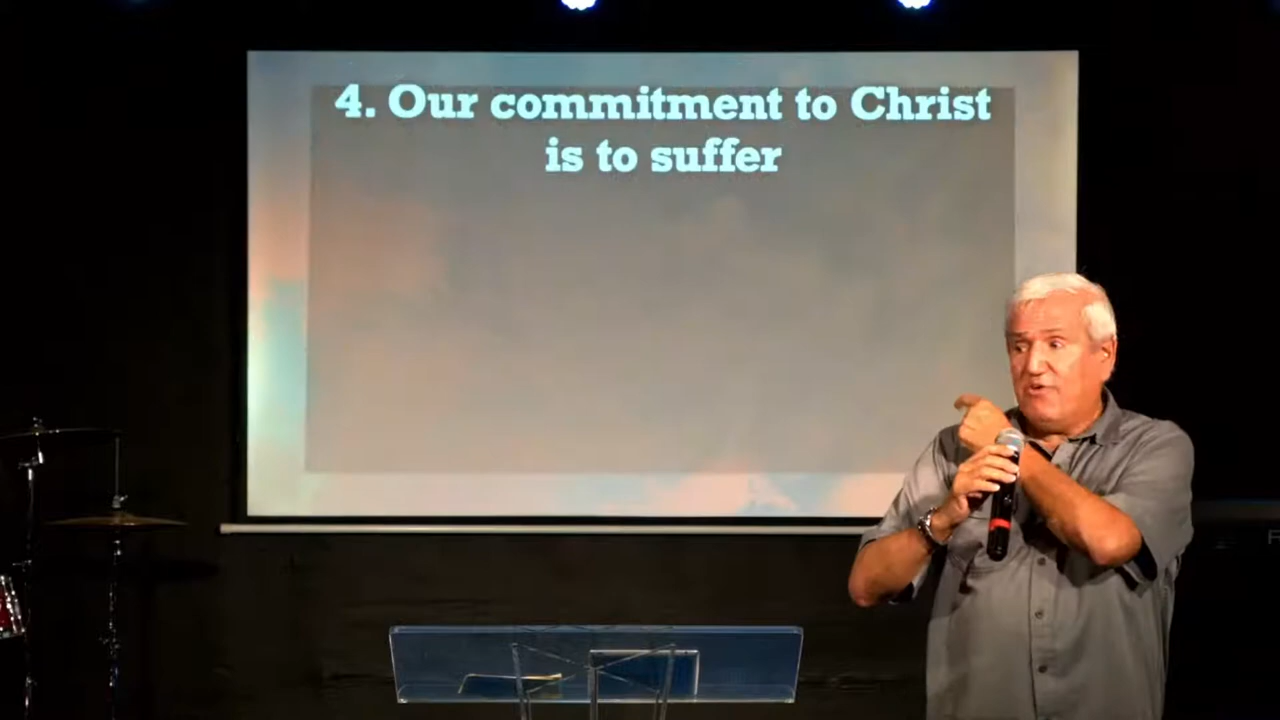 4. Our commitment to Christ
is to suffer